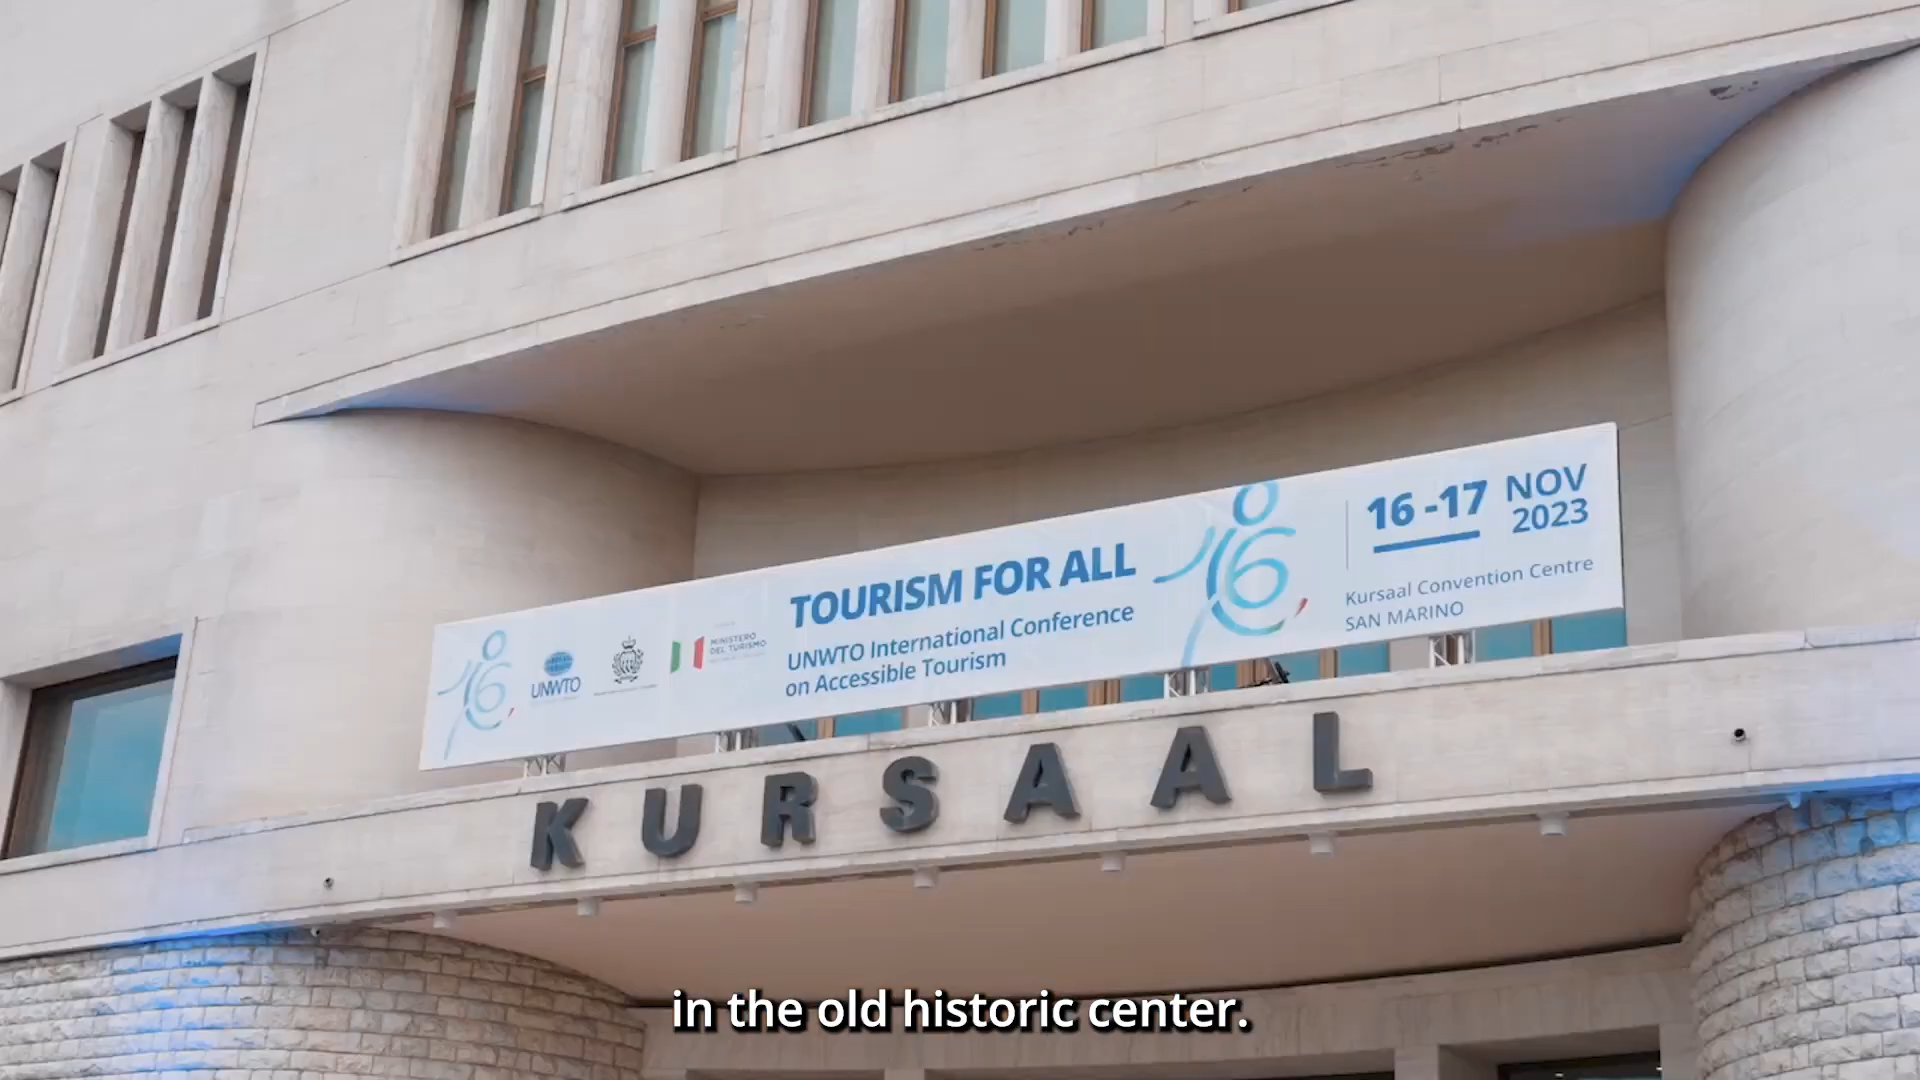 UNWTO
MINISTERO
DEL TURISMO
TOURISM FOR ALL
UNWTO International Conference
on Accessible Tourism
16 -17
NOV
2023
Kursaal Convention Centre
SAN MARINO
KURSAAL
in the old historic center.